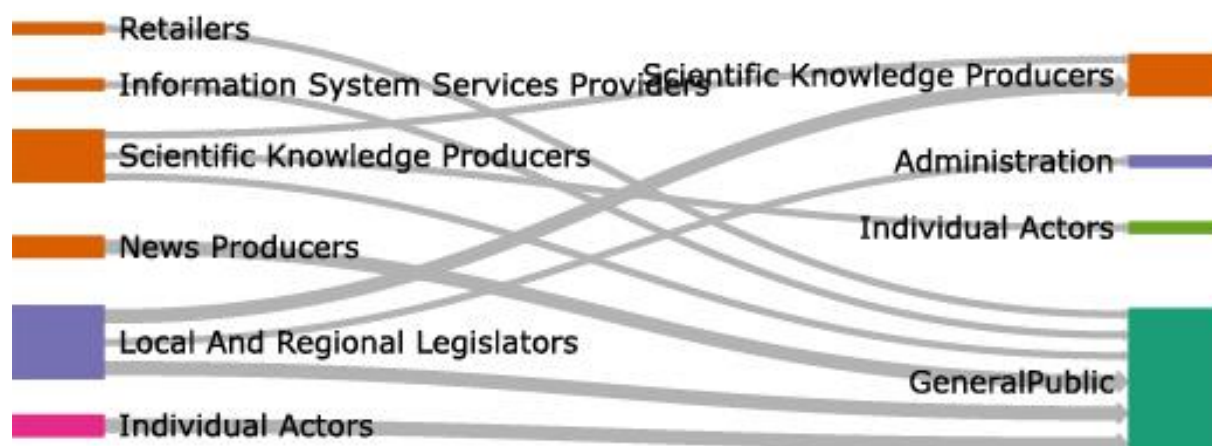 Retailers
Information System Services Providers
Scientific Knowledge Producers
News Producers
Local And Regional Legislators
Individual Actors
Scientific Knowledge Producers
Administration
Individual Actors
GeneralPublic